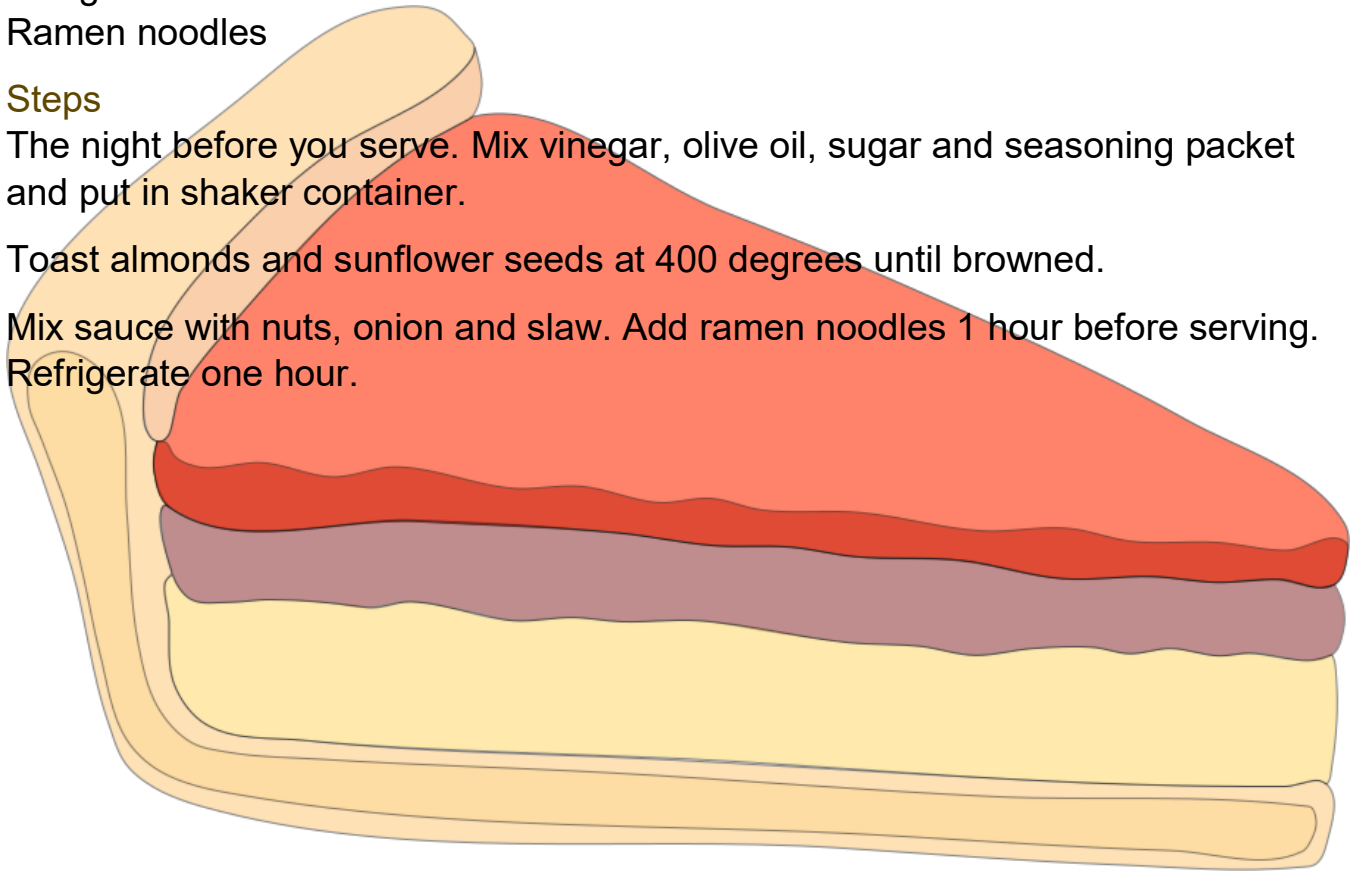 Ramen noodles
Steps
The night before you serve. Mix vinegar, olive oil, sugar and seasoning packet
and put in shaker container.
Toast almonds and sunflower seeds at 400 degrees until browned.
Mix sauce with nuts, onion and slaw. Add ramen noodles 1 hour before serving.
Refrigerate one hour.